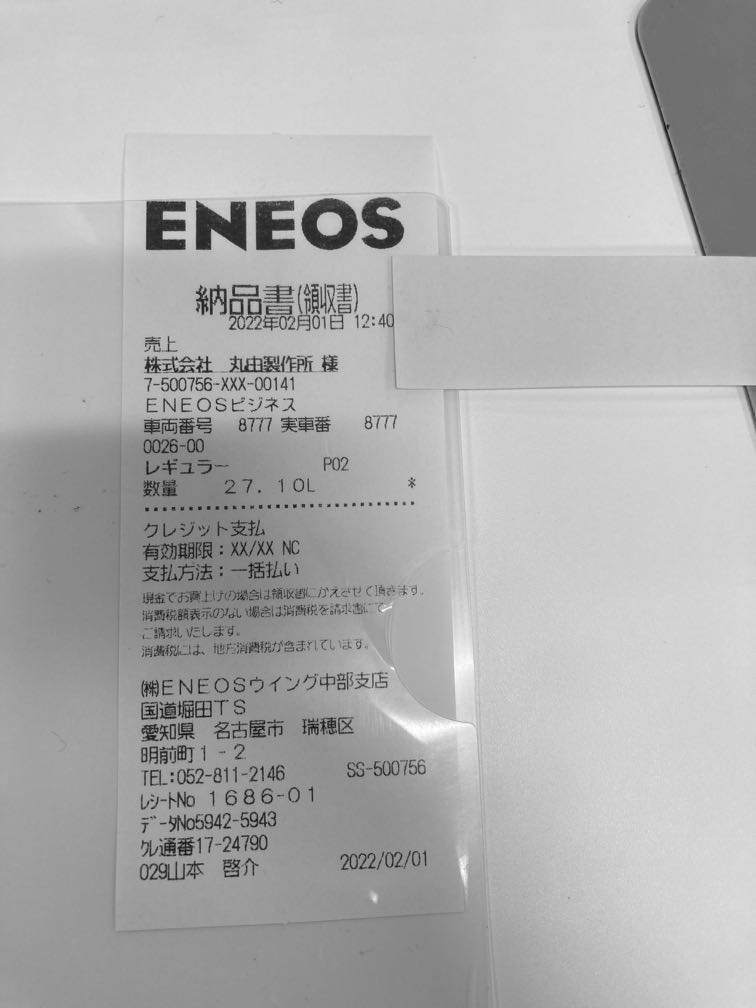 ENEOS
納品書(領収書)
2022年02月01日 12:40
売上
株式会社 丸由製作所 様
7-500756-XXX-00141
ENEOSビジネス
車両番号 8777 実車番 8777
0026-00
レギュラー P02
数量 27.10L *
クレジット支払
有効期限:XX/XX NC
支払方法:一括払い
現金でお買上げの場合は領収書にかえさせて頂きます。
消費税額表示のない場合は消費税を請求書にて
ご請求いたします。
消費税には、地方消費税が含まれています。
㈱ENEOSウイング中部支店
国道堀田TS
愛知県 名古屋市 瑞穂区
明前町1-2
TEL:052-811-2146 SS-500756
レシートNo 1686-01
データNo5942-5943
クレ通番17-24790
029山本 啓介 2022/02/01